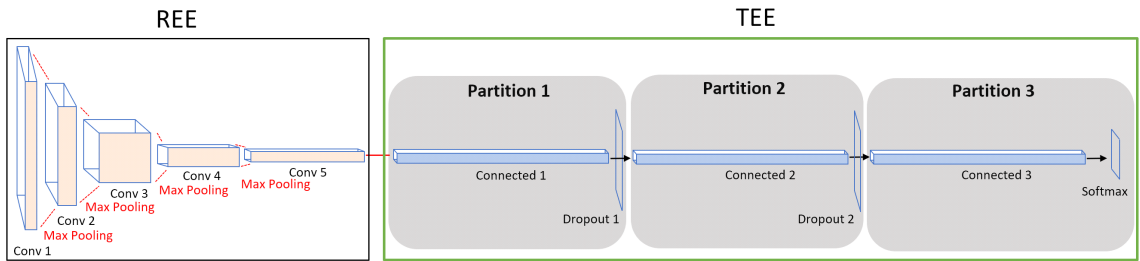 REE
TEE
Partition 1
Partition 2
Partition 3
Conv 1
Max Pooling
Conv 2
Max Pooling
Conv 3
Max Pooling
Conv 4
Max Pooling
Conv 5
Connected 1
Dropout 1
Connected 2
Dropout 2
Connected 3
Softmax